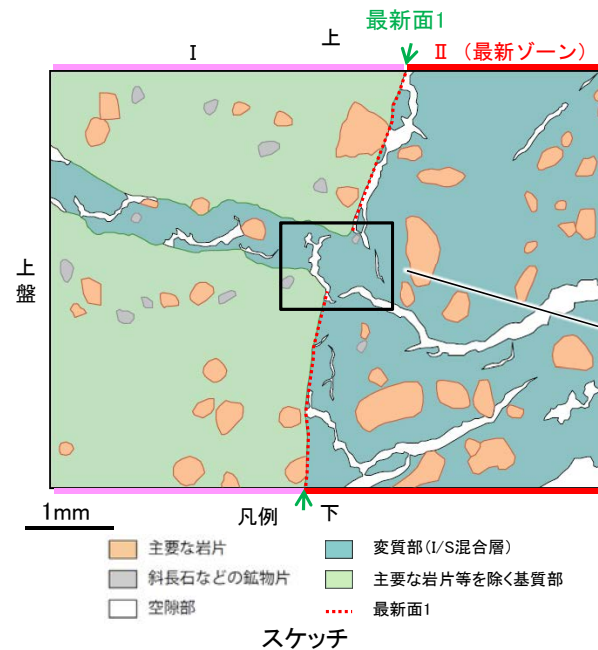 最新面1
Ⅰ
上
Ⅱ (最新ゾーン)
上
盤
1mm
凡例
下
主要な岩片
変質部(I/S混合層)
斜長石などの鉱物片
主要な岩片等を除く基質部
空隙部
最新面1
スケッチ